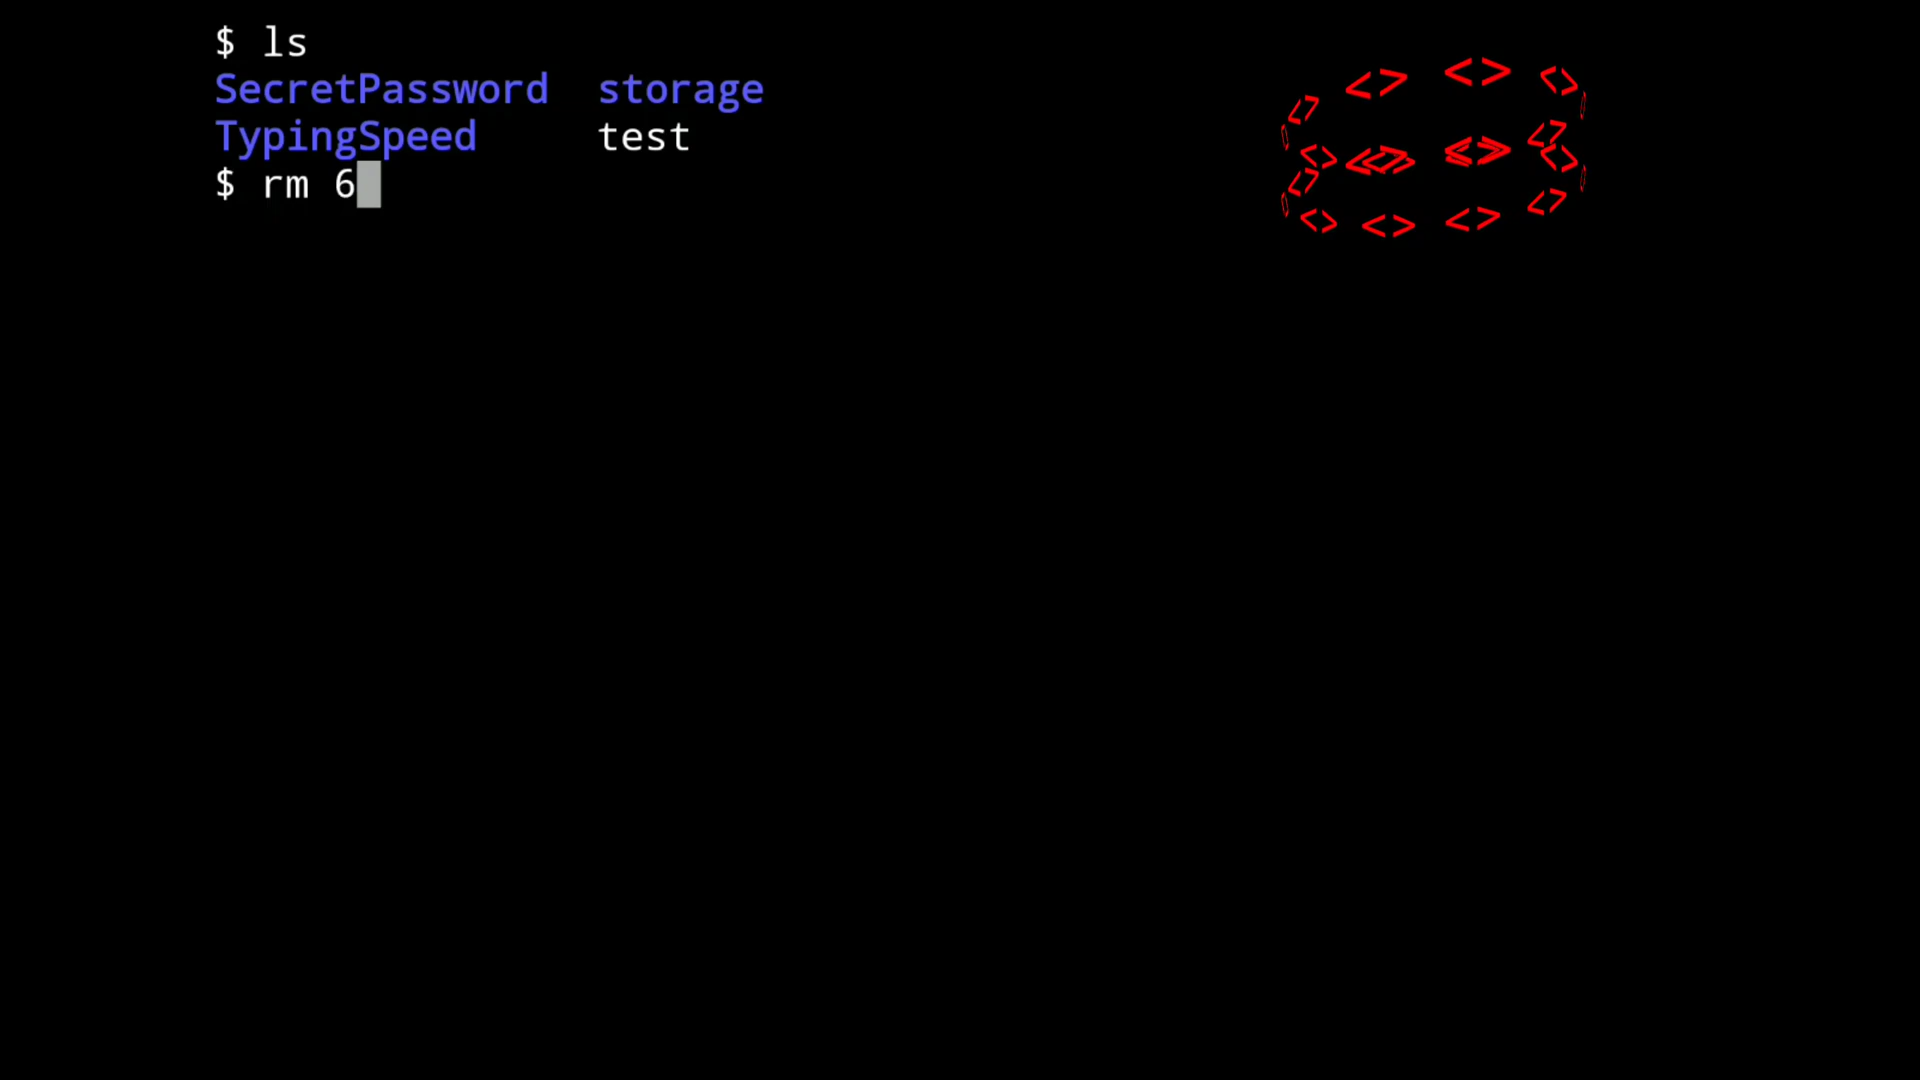 $ ls
SecretPassword  storage
TypingSpeed     test
$ rm 6
<> <> <>